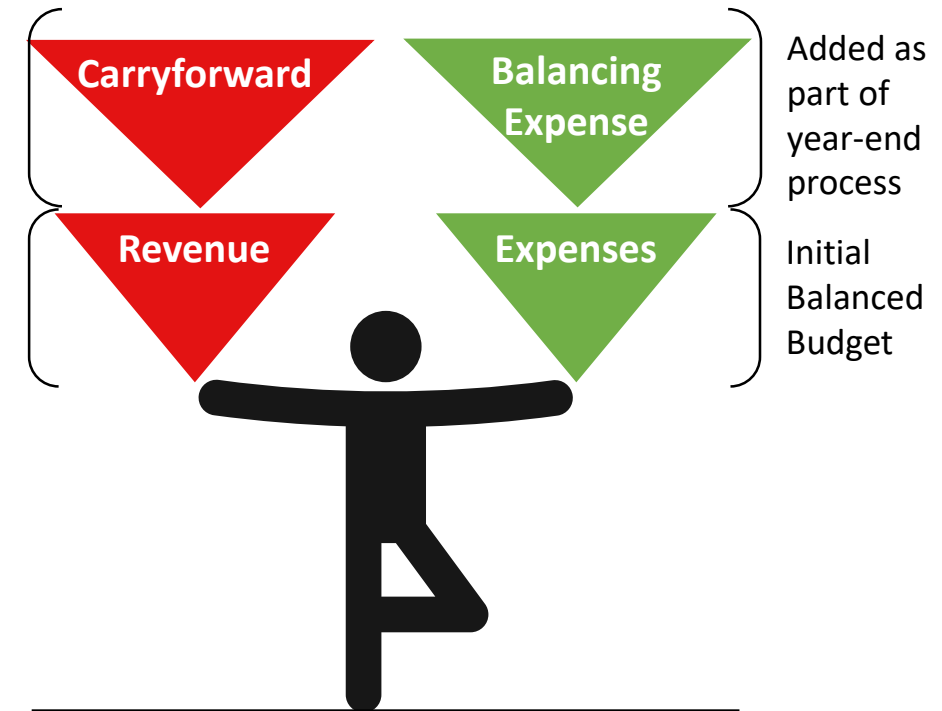 Carryforward
Balancing
Expense
Added as
part of
year-end
process
Revenue
Expenses
Initial
Balanced
Budget